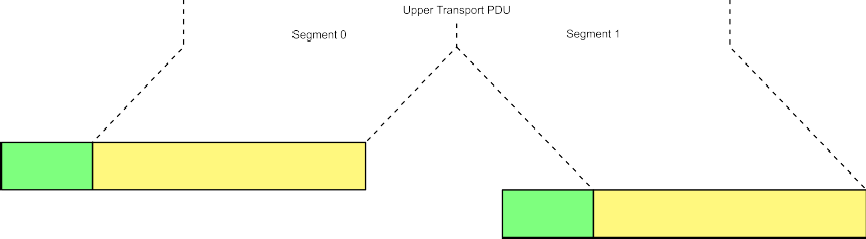 Upper Transport PDU
Segment 0
Segment 1